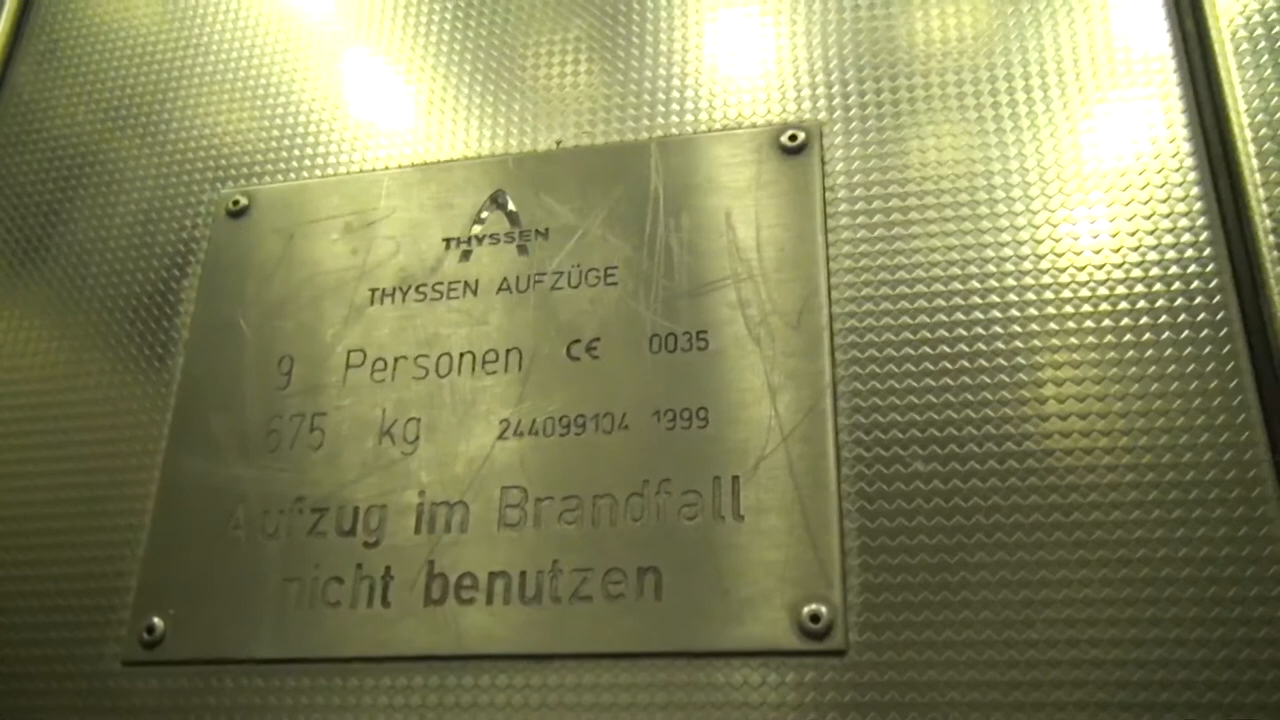 THYSSEN
THYSSEN AUFZÜGE
9 Personen CE 0035
675 kg 244099104 1999
Aufzug im Brandfall
nicht benutzen